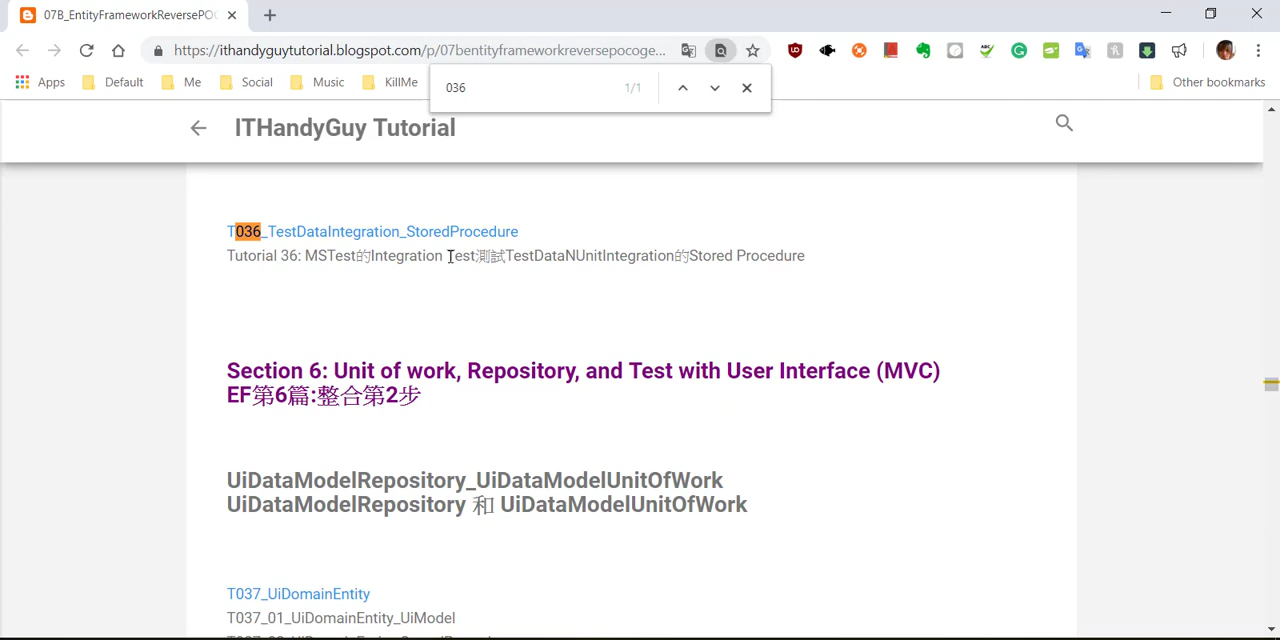 07B_EntityFrameworkReversePOC
https://ithandyguytutorial.blogspot.com/p/07bentityframeworkreversepocoge...
Apps Default Me Social Music KillMe Other bookmarks
036 1/1
ITHandyGuy Tutorial
T036_TestDataIntegration_StoredProcedure
Tutorial 36: MSTest的Integration Test測試TestDataNUnitIntegration的Stored Procedure
Section 6: Unit of work, Repository, and Test with User Interface (MVC)
EF第6篇:整合第2步
UiDataModelRepository_UiDataModelUnitOfWork
UiDataModelRepository 和 UiDataModelUnitOfWork
T037_UiDomainEntity
T037_01_UiDomainEntity_UiModel